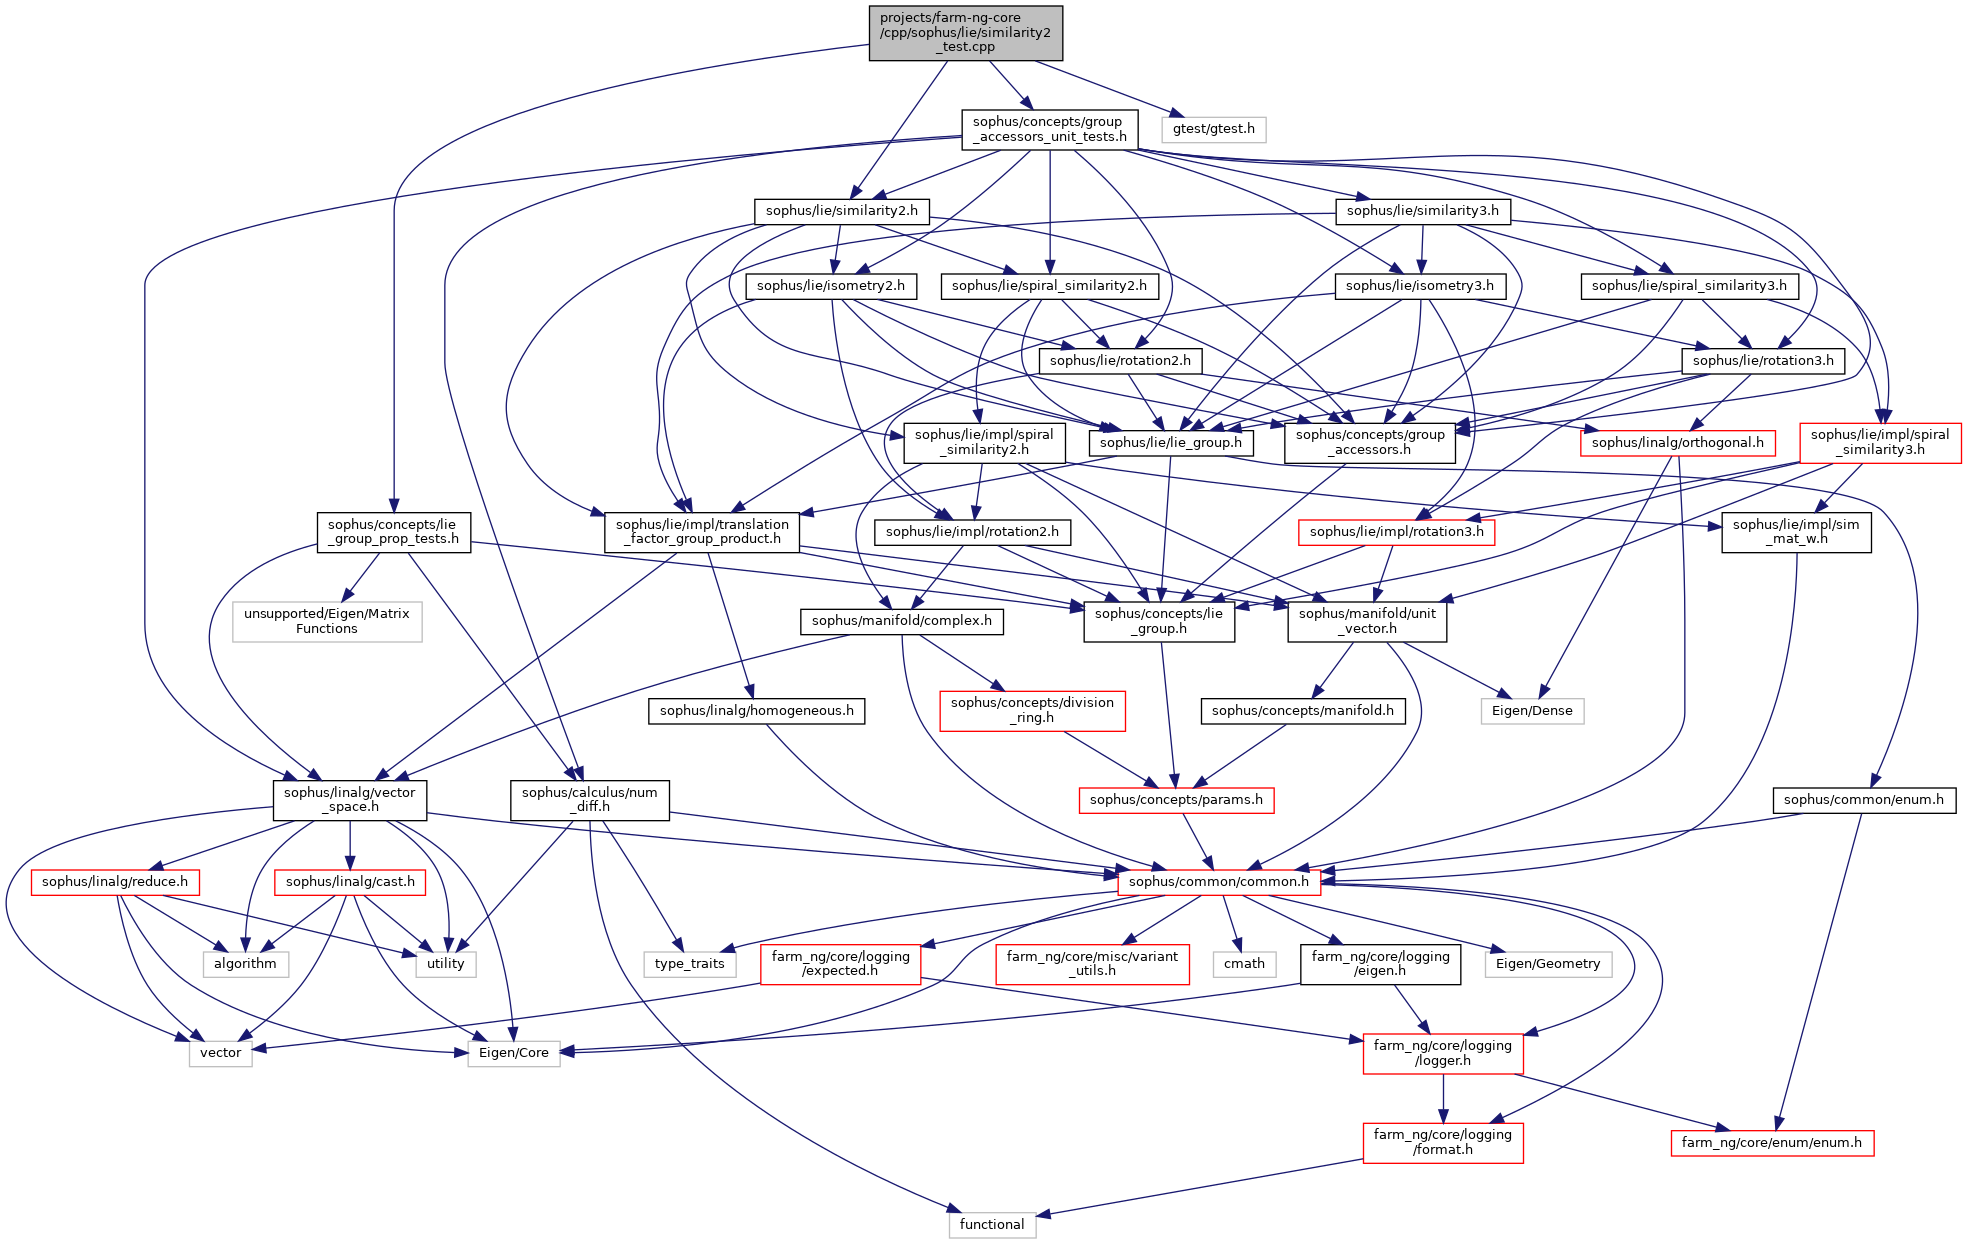 projects/farm-ng-core
/cpp/sophus/lie/similarity2
_test.cpp
sophus/concepts/group
_accessors_unit_tests.h
gtest/gtest.h
sophus/lie/similarity2.h
sophus/lie/similarity3.h
sophus/lie/isometry2.h
sophus/lie/spiral_similarity2.h
sophus/lie/isometry3.h
sophus/lie/spiral_similarity3.h
sophus/lie/rotation2.h
sophus/lie/rotation3.h
sophus/lie/impl/spiral
_similarity2.h
sophus/lie/lie_group.h
sophus/concepts/group
_accessors.h
sophus/linalg/orthogonal.h
sophus/lie/impl/spiral
_similarity3.h
sophus/concepts/lie
_group_prop_tests.h
sophus/lie/impl/translation
_factor_group_product.h
sophus/lie/impl/rotation2.h
sophus/lie/impl/rotation3.h
sophus/lie/impl/sim
_mat_w.h
unsupported/Eigen/Matrix
Functions
sophus/manifold/complex.h
sophus/concepts/lie
_group.h
sophus/manifold/unit
_vector.h
sophus/linalg/homogeneous.h
sophus/concepts/division
_ring.h
sophus/concepts/manifold.h
Eigen/Dense
sophus/linalg/vector
_space.h
sophus/calculus/num
_diff.h
sophus/concepts/params.h
sophus/common/enum.h
sophus/linalg/reduce.h
sophus/linalg/cast.h
sophus/common/common.h
algorithm
utility
type_traits
farm_ng/core/logging
/expected.h
farm_ng/core/misc/variant
_utils.h
cmath
farm_ng/core/logging
/eigen.h
Eigen/Geometry
vector
Eigen/Core
farm_ng/core/logging
/logger.h
farm_ng/core/logging
/format.h
farm_ng/core/enum/enum.h
functional